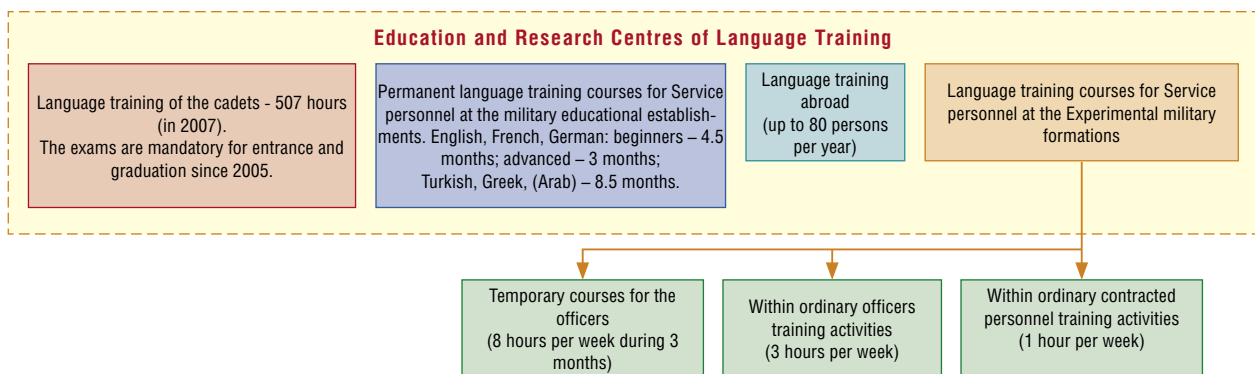 Education and Research Centres of Language Training
Language training of the cadets - 507 hours
(in 2007).
The exams are mandatory for entrance and
graduation since 2005.
Permanent language training courses for Service
personnel at the military educational establish-
ments. English, French, German: beginners – 4.5
months; advanced – 3 months;
Turkish, Greek, (Arab) – 8.5 months.
Language training
abroad
(up to 80 persons
per year)
Language training courses for Service
personnel at the Experimental military
formations
Temporary courses for the
officers
(8 hours per week during 3
months)
Within ordinary officers
training activities
(3 hours per week)
Within ordinary contracted
personnel training activities
(1 hour per week)